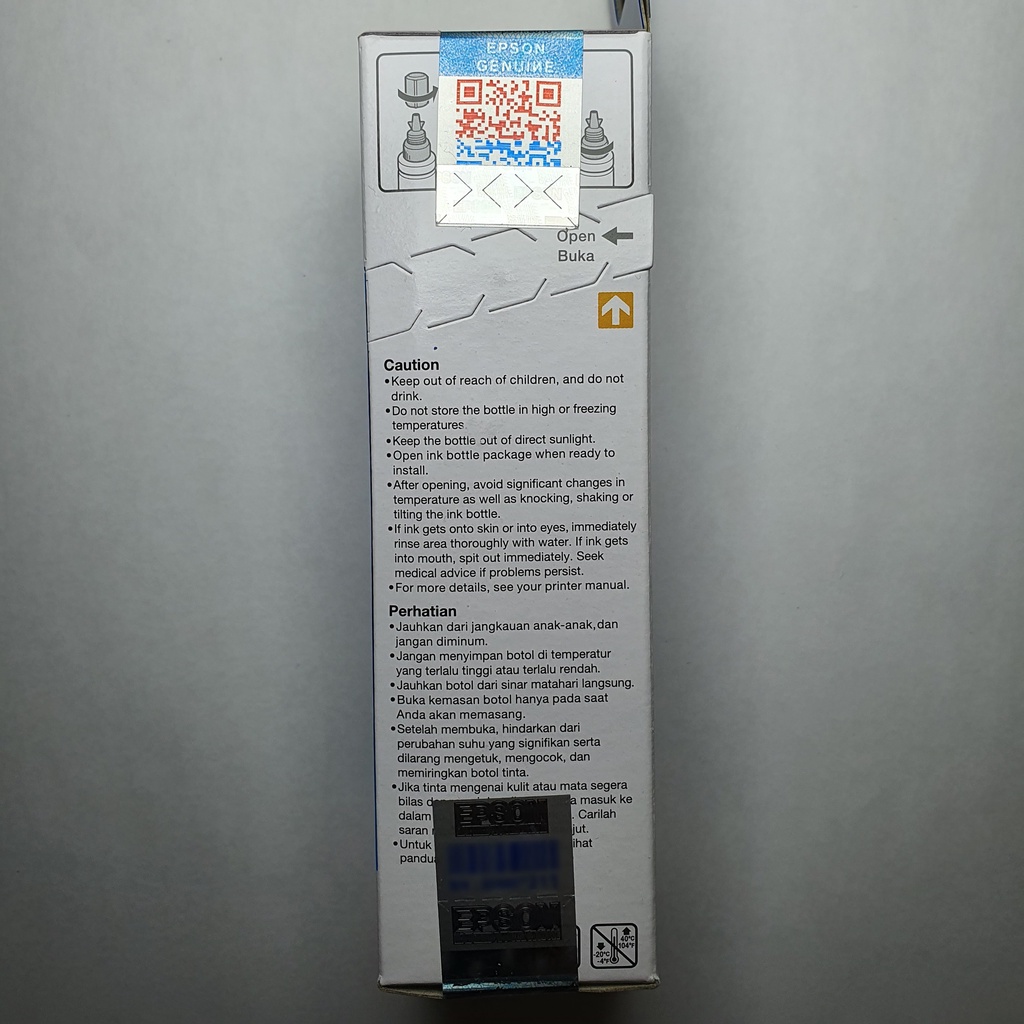 EPSON
GENUINE
Open
Buka
Caution
•Keep out of reach of children, and do not
drink.
•Do not store the bottle in high or freezing
temperatures.
•Keep the bottle out of direct sunlight.
•Open ink bottle package when ready to
install.
•After opening, avoid significant changes in
temperature as well as knocking, shaking or
tilting the ink bottle.
•If ink gets onto skin or into eyes, immediately
rinse area thoroughly with water. If ink gets
into mouth, spit out immediately. Seek
medical advice if problems persist.
•For more details, see your printer manual.
Perhatian
•Jauhkan dari jangkauan anak-anak,dan
jangan diminum.
•Jangan menyimpan botol di temperatur
yang terlalu tinggi atau terlalu rendah.
•Jauhkan botol dari sinar matahari langsung.
•Buka kemasan botol hanya pada saat
Anda akan memasang.
•Setelah membuka, hindarkan dari
perubahan suhu yang signifikan serta
dilarang mengetuk, mengocok, dan
memiringkan botol tinta.
•Jika tinta mengenai kulit atau mata segera
bilas masuk ke
dalam Carilah
saran
•Untuk
EPSON
EPSON
40°C
104°F
-20°C
-4°F